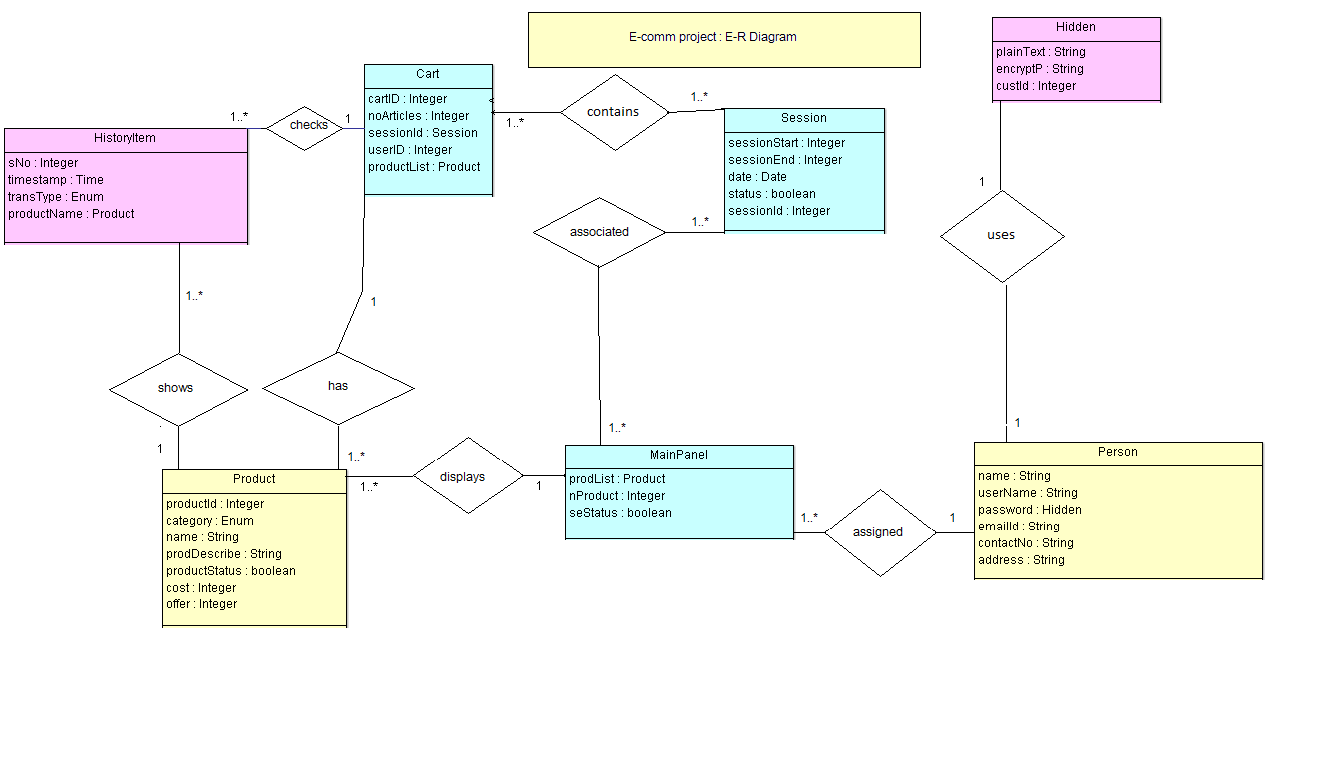 E-comm project : E-R Diagram
Hidden
plainText : String
encryptP : String
custId : Integer
Cart
cartID : Integer
noArticles : Integer
sessionId : Session
userID : Integer
productList : Product
<
contains
1..*
1..*
Session
sessionStart : Integer
sessionEnd : Integer
date : Date
status : boolean
sessionId : Integer
1..*
checks
1
HistoryItem
sNo : Integer
timestamp : Time
transType : Enum
productName : Product
associated
1..*
1
uses
1..*
1
shows
has
1
1..*
1..*
displays
1
1..*
MainPanel
prodList : Product
nProduct : Integer
seStatus : boolean
1
Person
name : String
userName : String
password : Hidden
emailId : String
contactNo : String
address : String
1..*
assigned
1
Product
productId : Integer
category : Enum
name : String
prodDescribe : String
productStatus : boolean
cost : Integer
offer : Integer